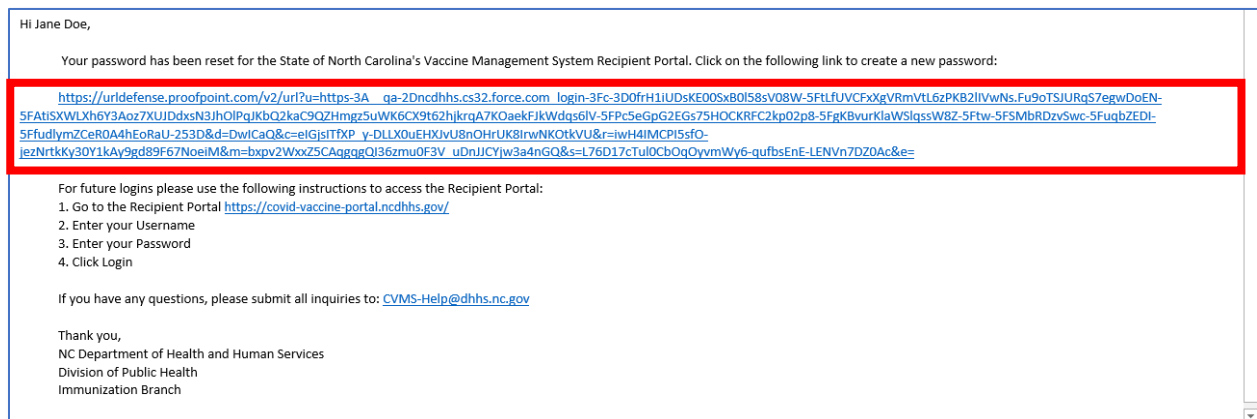 Hi Jane Doe,
Your password has been reset for the State of North Carolina's Vaccine Management System Recipient Portal. Click on the following link to create a new password:
https://urldefense.proofpoint.com/v2/url?u=https-3A__qa-2Dncdhhs.cs32.force.com_login-3Fc-3D0frH1iUDsKE00SxB0l58sV08W-5FtLfUVCFxXgVRmVtL6zPKB2lIVwNs.Fu9oTSJURqS7egwDoEN-
5FAtiSXWLXh6Y3Aoz7XUJDdxsN3JhOlPqJKbQ2kaC9QZHmgz5uWK6CX9t62hjkrqA7KOaekFJkWdqs6lV-5FPc5eGpG2EGs75HOCKRFC2kp02p8-5FgKBvurKlaWSlqssW8Z-5Ftw-5FSMbRDzvSwc-5FuqbZEDI-
5FfudlymZCeR0A4hEoRaU-253D&d=DwICaQ&c=eIGjsITfXP_y-DLLX0uEHXJvU8nOHrUK8IrwNKOtkVU&r=iwH4IMCPI5sfO-
jezNrtkKy30Y1kAy9gd89F67NoeiM&m=bxpv2WxxZ5CAqgqgQI36zmu0F3V_uDnJJCYjw3a4nGQ&s=L76D17cTul0CbOqOyvmWy6-qufbsEnE-LENVn7DZ0Ac&e=
For future logins please use the following instructions to access the Recipient Portal:
1. Go to the Recipient Portal https://covid-vaccine-portal.ncdhhs.gov/
2. Enter your Username
3. Enter your Password
4. Click Login
If you have any questions, please submit all inquiries to: CVMS-Help@dhhs.nc.gov
Thank you,
NC Department of Health and Human Services
Division of Public Health
Immunization Branch